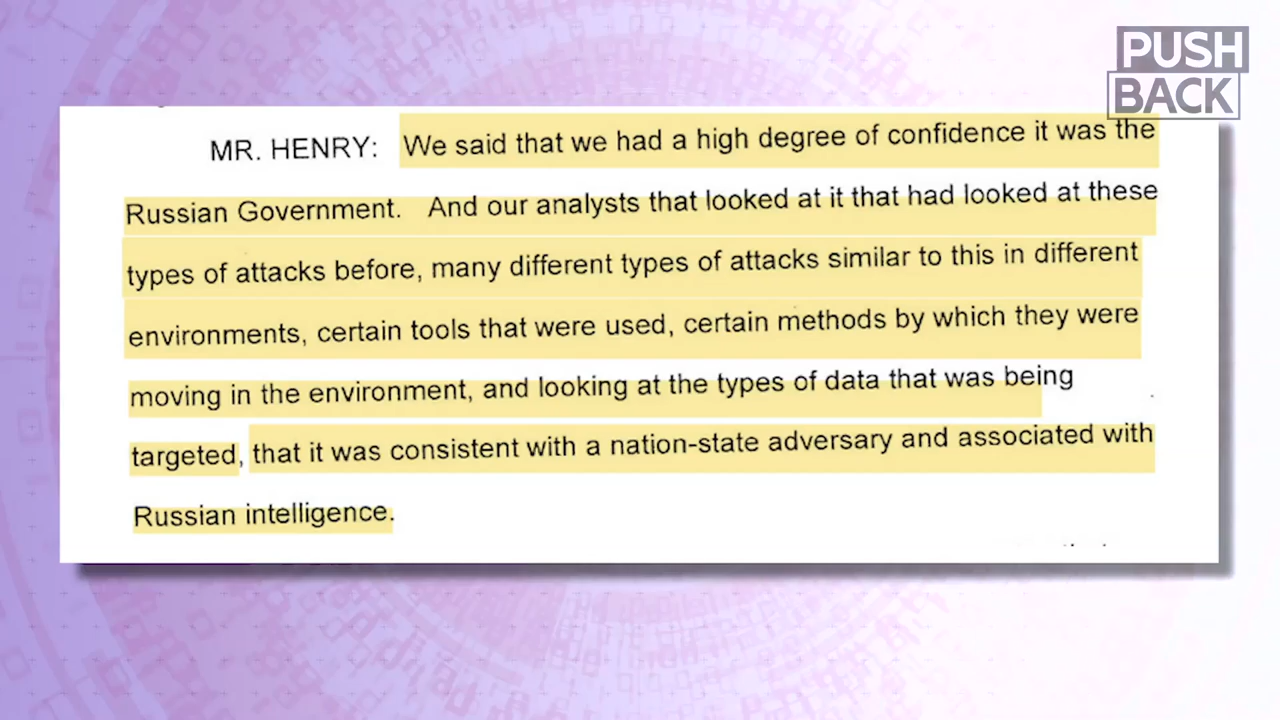 PUSH
BACK
MR. HENRY: We said that we had a high degree of confidence it was the
Russian Government. And our analysts that looked at it that had looked at these
types of attacks before, many different types of attacks similar to this in different
environments, certain tools that were used, certain methods by which they were
moving in the environment, and looking at the types of data that was being
targeted, that it was consistent with a nation-state adversary and associated with
Russian intelligence.